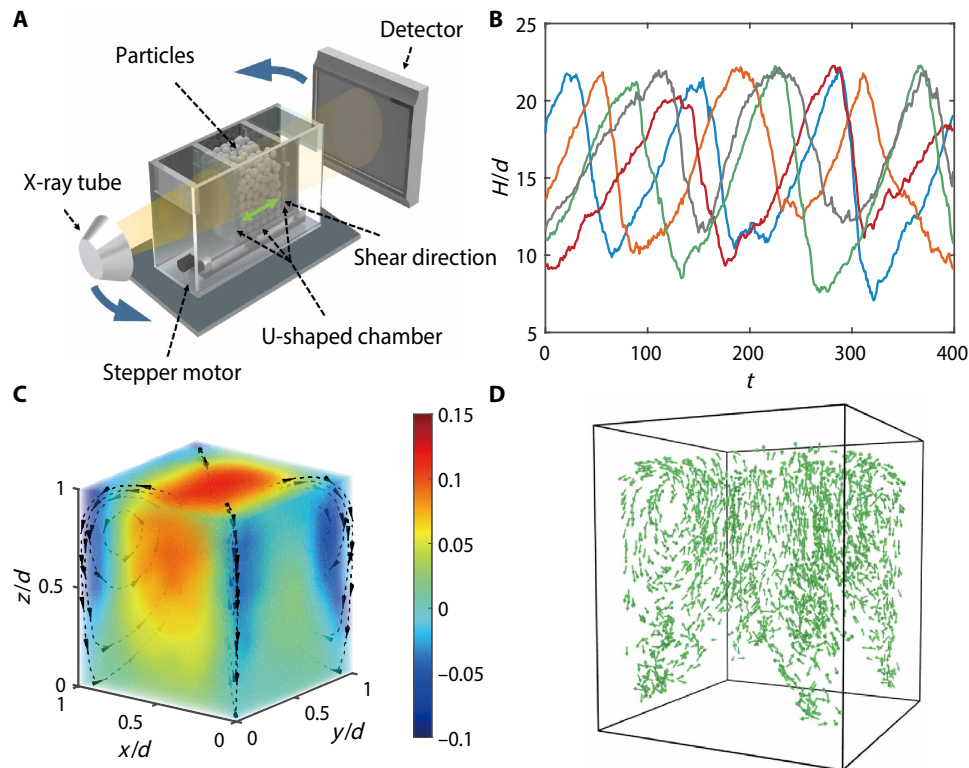 A
Particles
Detector
X-ray tube
Shear direction
U-shaped chamber
Stepper motor
B
25
20
15
10
5
H/d
0
100
200
300
400
t
C
1
0.5
0
z/d
1
0.5
0
x/d
0
0.5
1
y/d
0.15
0.10
0.05
0
−0.05
−0.1
D